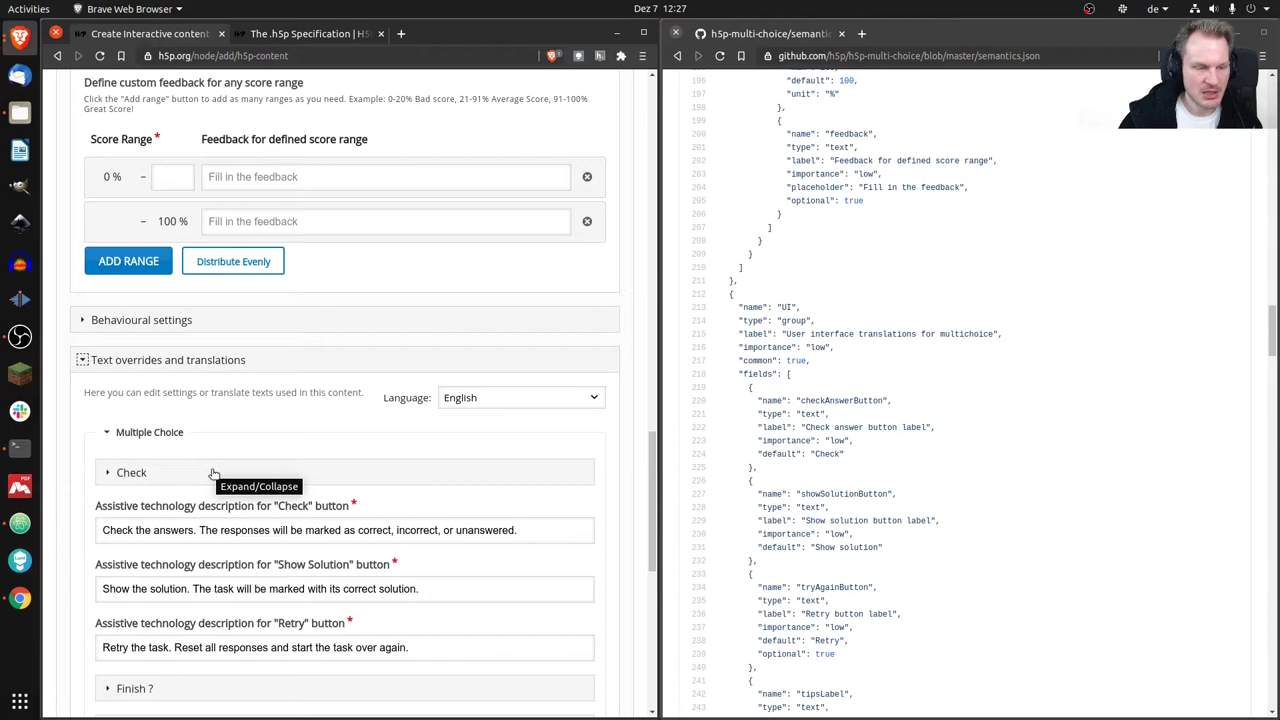 Activities
Brave Web Browser
Dez 7 12:27
de
Create Interactive conten
The .h5p Specification | H5
h5p.org/node/add/h5p-content
h5p-multi-choice/semantic
github.com/h5p/h5p-multi-choice/blob/master/semantics.json
Define custom feedback for any score range
Click the "Add range" button to add as many ranges as you need. Example: 0-20% Bad score, 21-91% Average Score, 91-100%
Great Score!
Score Range *
Feedback for defined score range
0 % – Fill in the feedback
– 100 % Fill in the feedback
ADD RANGE
Distribute Evenly
Behavioural settings
Text overrides and translations
Here you can edit settings or translate texts used in this content.
Language: English
Multiple Choice
Check
Expand/Collapse
Assistive technology description for "Check" button *
Check the answers. The responses will be marked as correct, incorrect, or unanswered.
Assistive technology description for "Show Solution" button *
Show the solution. The task will be marked with its correct solution.
Assistive technology description for "Retry" button *
Retry the task. Reset all responses and start the task over again.
Finish ?
196 "default": 100,
197 "unit": "%"
198 },
199 {
200 "name": "feedback",
201 "type": "text",
202 "label": "Feedback for defined score range",
203 "importance": "low",
204 "placeholder": "Fill in the feedback",
205 "optional": true
206 }
207 ]
208 }
209 }
210 ]
211 },
212 {
213 "name": "UI",
214 "type": "group",
215 "label": "User interface translations for multichoice",
216 "importance": "low",
217 "common": true,
218 "fields": [
219 {
220 "name": "checkAnswerButton",
221 "type": "text",
222 "label": "Check answer button label",
223 "importance": "low",
224 "default": "Check"
225 },
226 {
227 "name": "showSolutionButton",
228 "type": "text",
229 "label": "Show solution button label",
230 "importance": "low",
231 "default": "Show solution"
232 },
233 {
234 "name": "tryAgainButton",
235 "type": "text",
236 "label": "Retry button label",
237 "importance": "low",
238 "default": "Retry",
239 "optional": true
240 },
241 {
242 "name": "tipsLabel",
243 "type": "text",